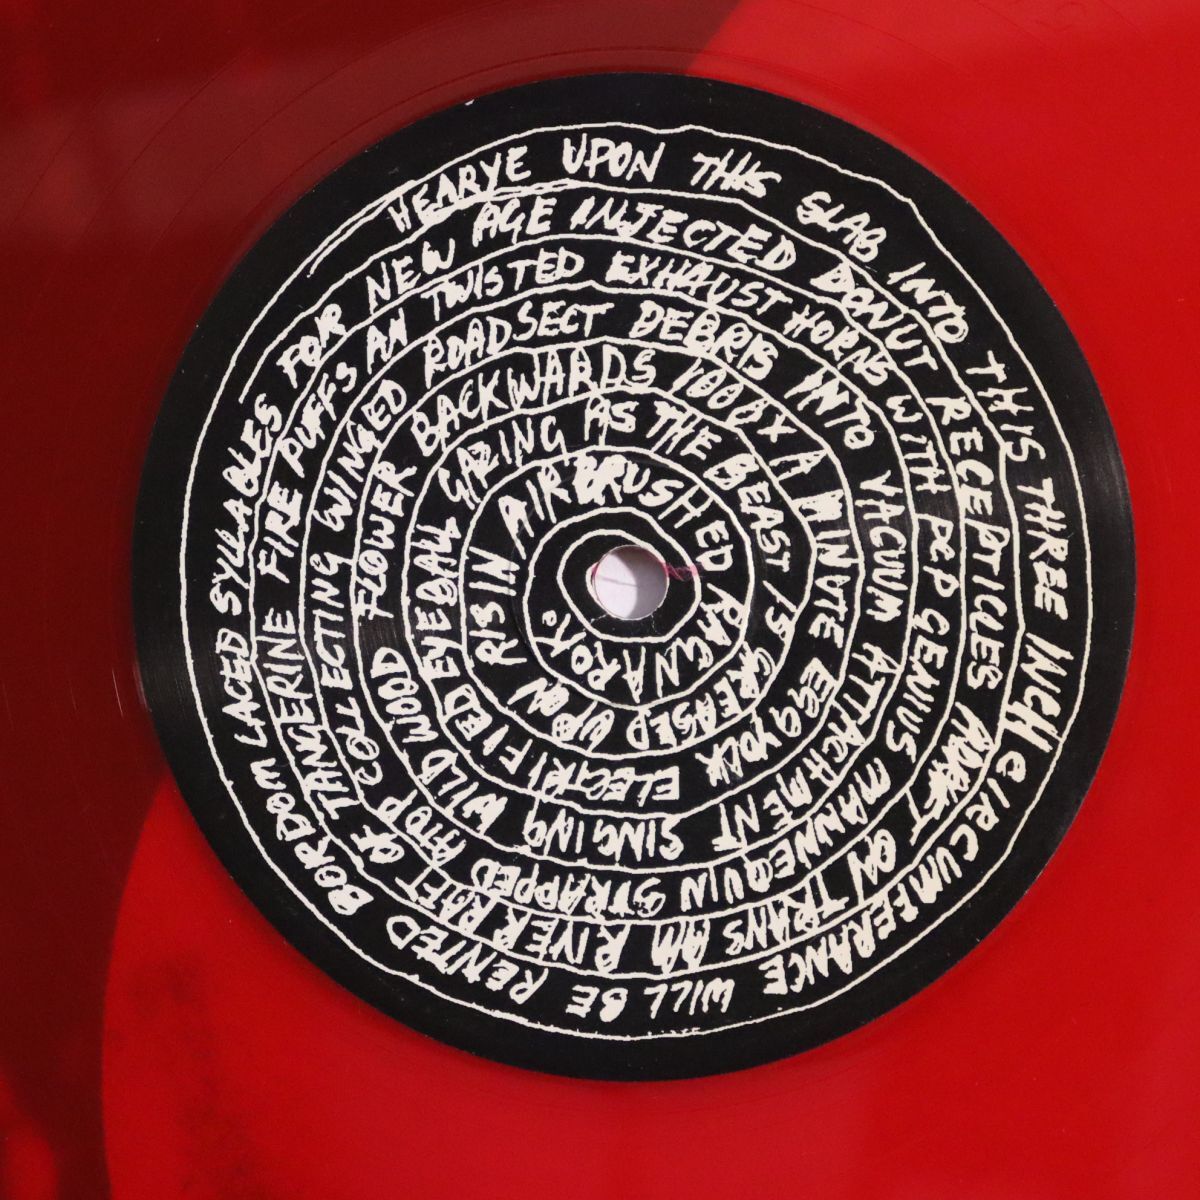 HEARYE UPON THIS SLAB INTO THIS THREE INCH CIRCUMFERANCE WILL BE RENTED BORDOM LACED SYLLABLES
FOR NEW AGE INJECTED DONUT RECEPTICLES ON TRANS AM RIVER RAFT OF TANGERINE FIRE PUFFS
AN TWISTED EXHAUST HORNS WITH PEP GENIUS MANNEQUIN STRAPPED ATOP COLLECTING WINGED
ROADSECT DEBRIS INTO VACUUM ATTACHMENT SINGING WILD WOOD FLOWER
BACKWARDS 1000X A MINUTE EGG YOLK ELECTRIFIED EYEBALL
GAZING AS THE BEAST IS GREASED UPON RISIN
AIRBRUSHED RAGNAROK.